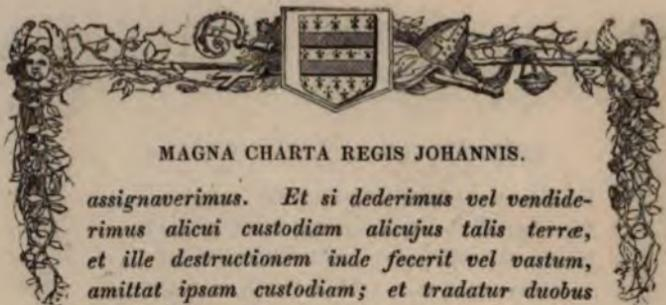 MAGNA CHARTA REGIS JOHANNIS.
assignaverimus. Et si dederimus vel vendide-
rimus alicui custodiam alicujus talis terræ,
et ille destructionem inde fecerit vel vastum,
amittat ipsam custodiam; et tradatur duobus